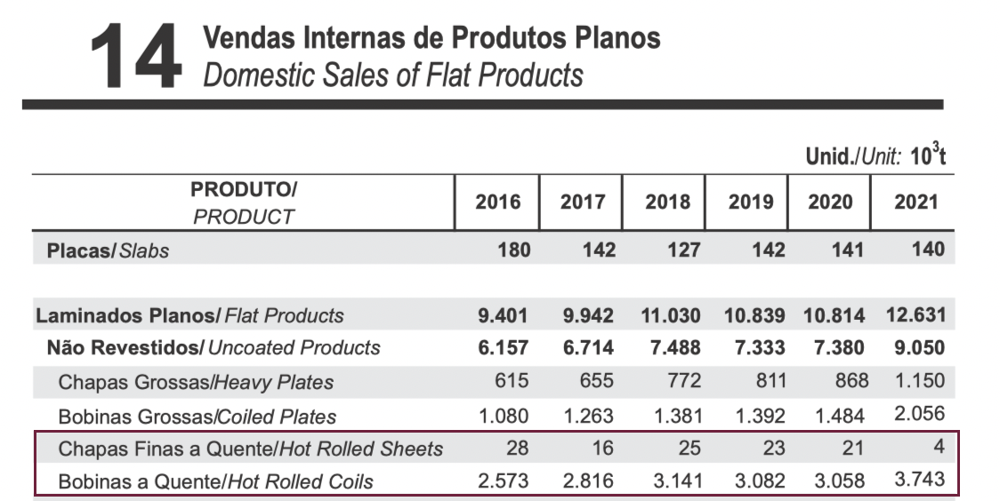 14
Vendas Internas de Produtos Planos
Domestic Sales of Flat Products
Unid./Unit: 10³t
PRODUTO/
PRODUCT
2016 2017 2018 2019 2020 2021
Placas/Slabs 180 142 127 142 141 140
Laminados Planos/Flat Products 9.401 9.942 11.030 10.839 10.814 12.631
Não Revestidos/Uncoated Products 6.157 6.714 7.488 7.333 7.380 9.050
Chapas Grossas/Heavy Plates 615 655 772 811 868 1.150
Bobinas Grossas/Coiled Plates 1.080 1.263 1.381 1.392 1.484 2.056
Chapas Finas a Quente/Hot Rolled Sheets 28 16 25 23 21 4
Bobinas a Quente/Hot Rolled Coils 2.573 2.816 3.141 3.082 3.058 3.743